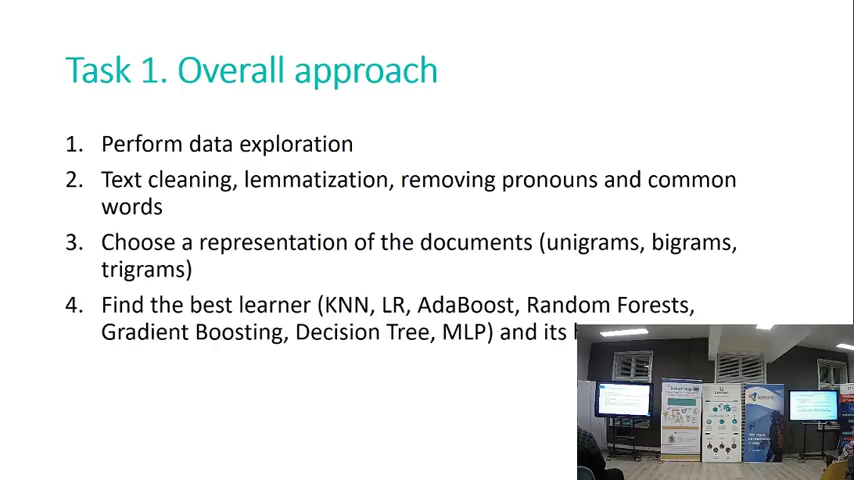 Task 1. Overall approach
1. Perform data exploration
2. Text cleaning, lemmatization, removing pronouns and common
words
3. Choose a representation of the documents (unigrams, bigrams,
trigrams)
4. Find the best learner (KNN, LR, AdaBoost, Random Forests,
Gradient Boosting, Decision Tree, MLP) and its